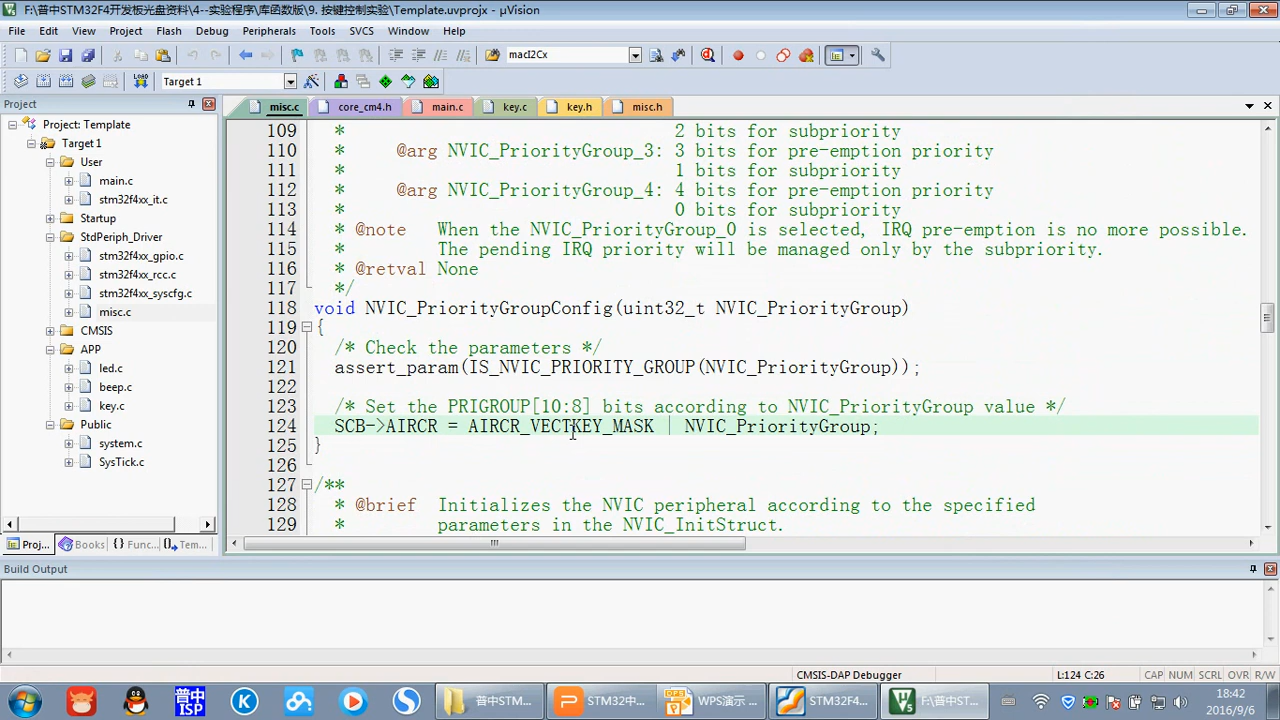 F:\普中STM32F4开发板光盘资料\4--实验程序\库函数版\9. 按键控制实验\Template.uvprojx - µVision
File Edit View Project Flash Debug Peripherals Tools SVCS Window Help
macI2Cx
LOAD Target 1
Project
misc.c core_cm4.h main.c key.c key.h misc.h
Project: Template
Target 1
User
main.c
stm32f4xx_it.c
Startup
StdPeriph_Driver
stm32f4xx_gpio.c
stm32f4xx_rcc.c
stm32f4xx_syscfg.c
misc.c
CMSIS
APP
led.c
beep.c
key.c
Public
system.c
SysTick.c
Proj... Books {} Func... Tem...
109 * 2 bits for subpriority
110 * @arg NVIC_PriorityGroup_3: 3 bits for pre-emption priority
111 * 1 bits for subpriority
112 * @arg NVIC_PriorityGroup_4: 4 bits for pre-emption priority
113 * 0 bits for subpriority
114 * @note When the NVIC_PriorityGroup_0 is selected, IRQ pre-emption is no more possible.
115 * The pending IRQ priority will be managed only by the subpriority.
116 * @retval None
117 */
118 void NVIC_PriorityGroupConfig(uint32_t NVIC_PriorityGroup)
119 {
120 /* Check the parameters */
121 assert_param(IS_NVIC_PRIORITY_GROUP(NVIC_PriorityGroup));
122
123 /* Set the PRIGROUP[10:8] bits according to NVIC_PriorityGroup value */
124 SCB->AIRCR = AIRCR_VECTKEY_MASK | NVIC_PriorityGroup;
125 }
126
127 /**
128 * @brief Initializes the NVIC peripheral according to the specified
129 * parameters in the NVIC_InitStruct.
Build Output
CMSIS-DAP Debugger L:124 C:26 CAP NUM SCRL OVR R/W
普中ISP 普中STM... STM32中... WPS演示 ... STM32F4... F:\普中ST...
18:42
2016/9/6